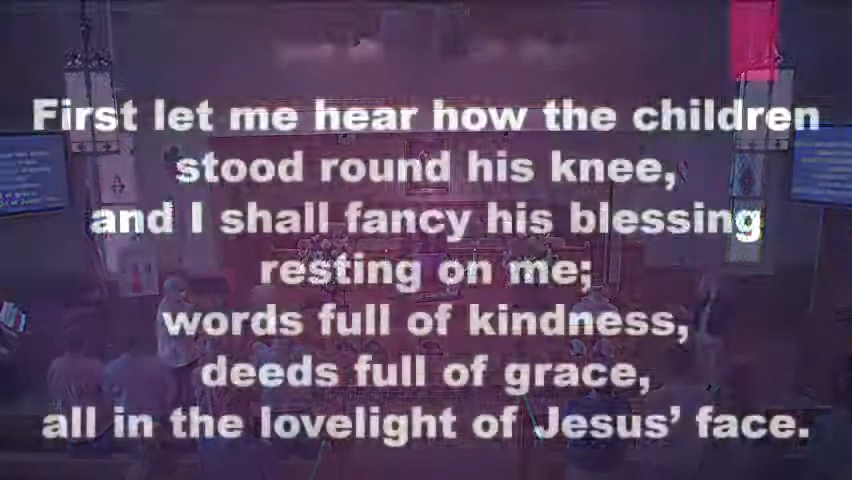 First let me hear how the children
stood round his knee,
and I shall fancy his blessing
resting on me;
words full of kindness,
deeds full of grace,
all in the lovelight of Jesus’ face.